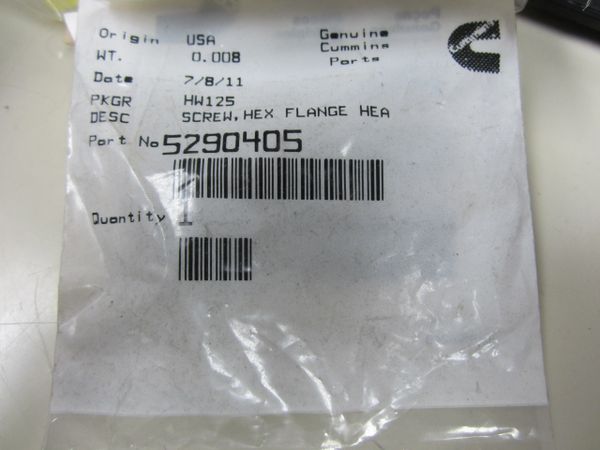 Origin USA
Genuine
WT. 0.008
Cummins
Date 7/8/11
Parts
PKGR HW125
DESC SCREW,HEX FLANGE HEA
Part No 5290405
Quantity 1